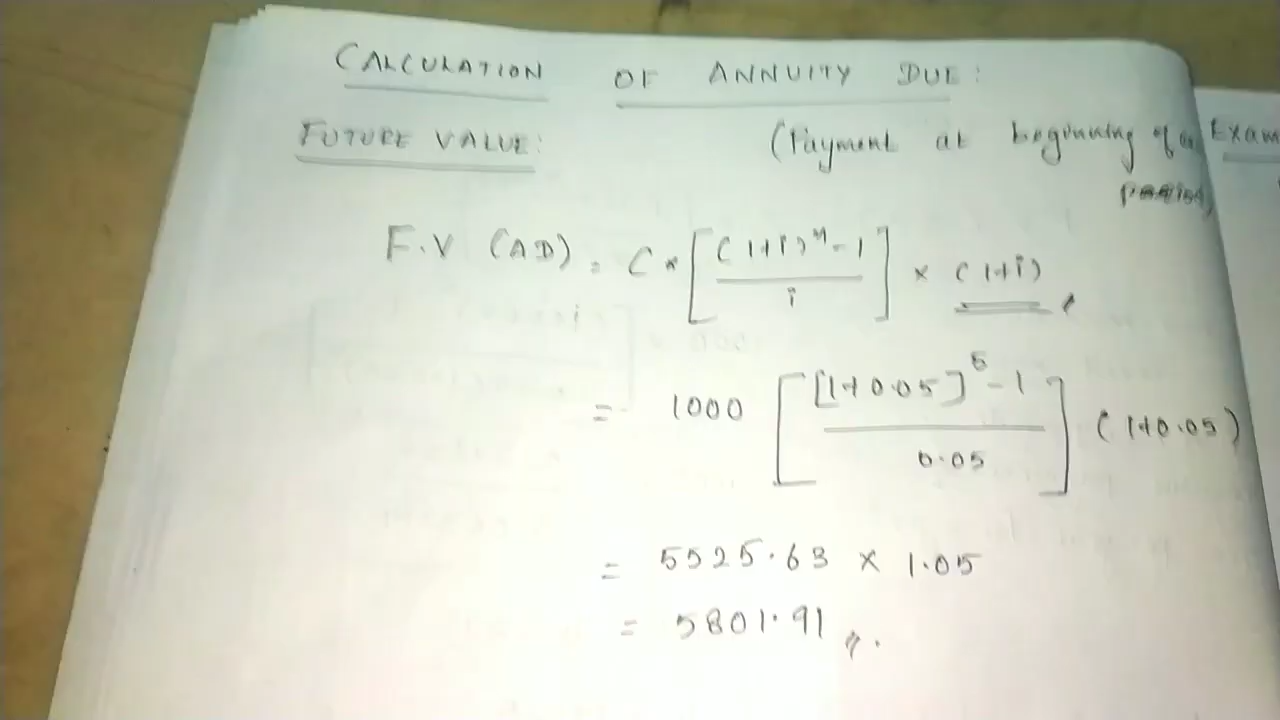 CALCULATION OF ANNUITY DUE:
FUTURE VALUE: (Payment at beginning of a
period)
Exam
F.V (AD) = C * [ (1+i)^n - 1 / i ] × (1+i)
= 1000 [ [1+0.05]^5 - 1 / 0.05 ] (1+0.05)
= 5525.63 × 1.05
= 5801.91